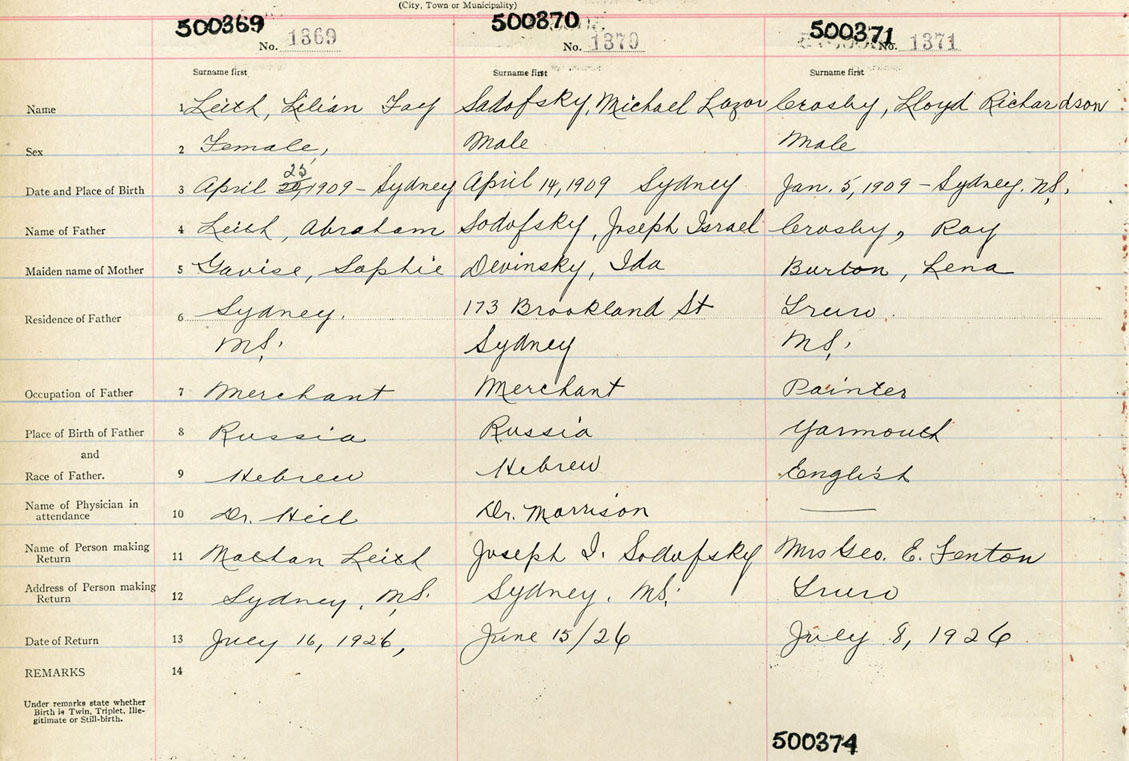 (City, Town or Municipality)
500369 500370 500371
No. 1369 No. 1370 No. 1371
Surname first Surname first Surname first
Name 1 Leith, Lilian Fay Sadofsky, Michael Lazor Crosby, Lloyd Richardson
Sex 2 Female, Male Male
25
Date and Place of Birth 3 April 1909 - Sydney April 14, 1909 Sydney Jan. 5, 1909 - Sydney. N.S.
Name of Father 4 Leith, Abraham Sodofsky, Joseph Israel Crosby, Ray
Maiden name of Mother 5 Gavise, Sophie Devinsky, Ida Burton, Lena
Residence of Father 6 Sydney. 173 Brookland St Truro.
N.S. Sydney N.S.
Occupation of Father 7 Merchant Merchant Painter
Place of Birth of Father 8 Russia Russia Yarmouth
and
Race of Father. 9 Hebrew Hebrew English
Name of Physician in
attendance 10 Dr. Morrison
Name of Person making
Return 11 Nathan Leith Joseph I. Sodofsky Mrs Geo. E. Fenton
Address of Person making
Return 12 Sydney, N.S. Sydney. N.S. Truro
Date of Return 13 July 16, 1926, June 15/26 July 8, 1926
REMARKS 14
Under remarks state whether
Birth is Twin, Triplet, Ille-
gitimate or Still-birth.
500374